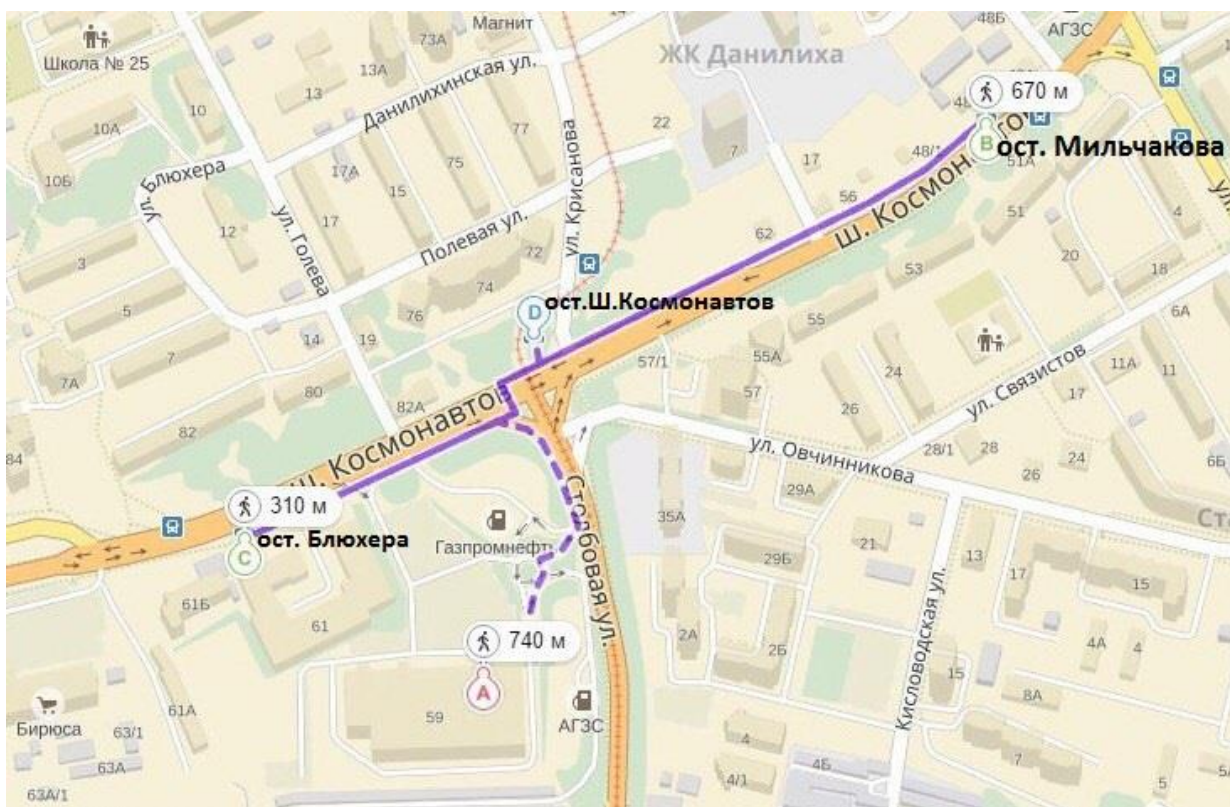 Магнит
48Б
АГЗС
Школа № 25
73А
ЖК Данилиха
13А
Данилихинская ул.
13
10
670 м
10А
77
22
7
17
48/1
B
ост. Мильчакова
51А
10Б
ул. Блюхера
17А
75
15
ул. Крисанова
56
51
4
12
ул. Голева
17
Полевая ул.
72
62
ш. Космонавтов
20
3
74
53
18
5
76
D
ост.Ш.Космонавтов
55
6А
14
19
7
57/1
55А
11А
11
7А
80
24
ул. Связистов
57
17
82А
26
82
ш. Космонавтов
28/1
28
24
84
ул. Овчинникова
26
6Б
29А
310 м
C
ост. Блюхера
Газпромнефть
Столбовая ул.
35А
21
13
29Б
17
15
61Б
61
2А
740 м
2Б
Кисловодская ул.
4А
4
A
15
8А
61А
59
АГЗС
Бирюса
63/1
4
7
63А
4/1
4Б
5
63А/1